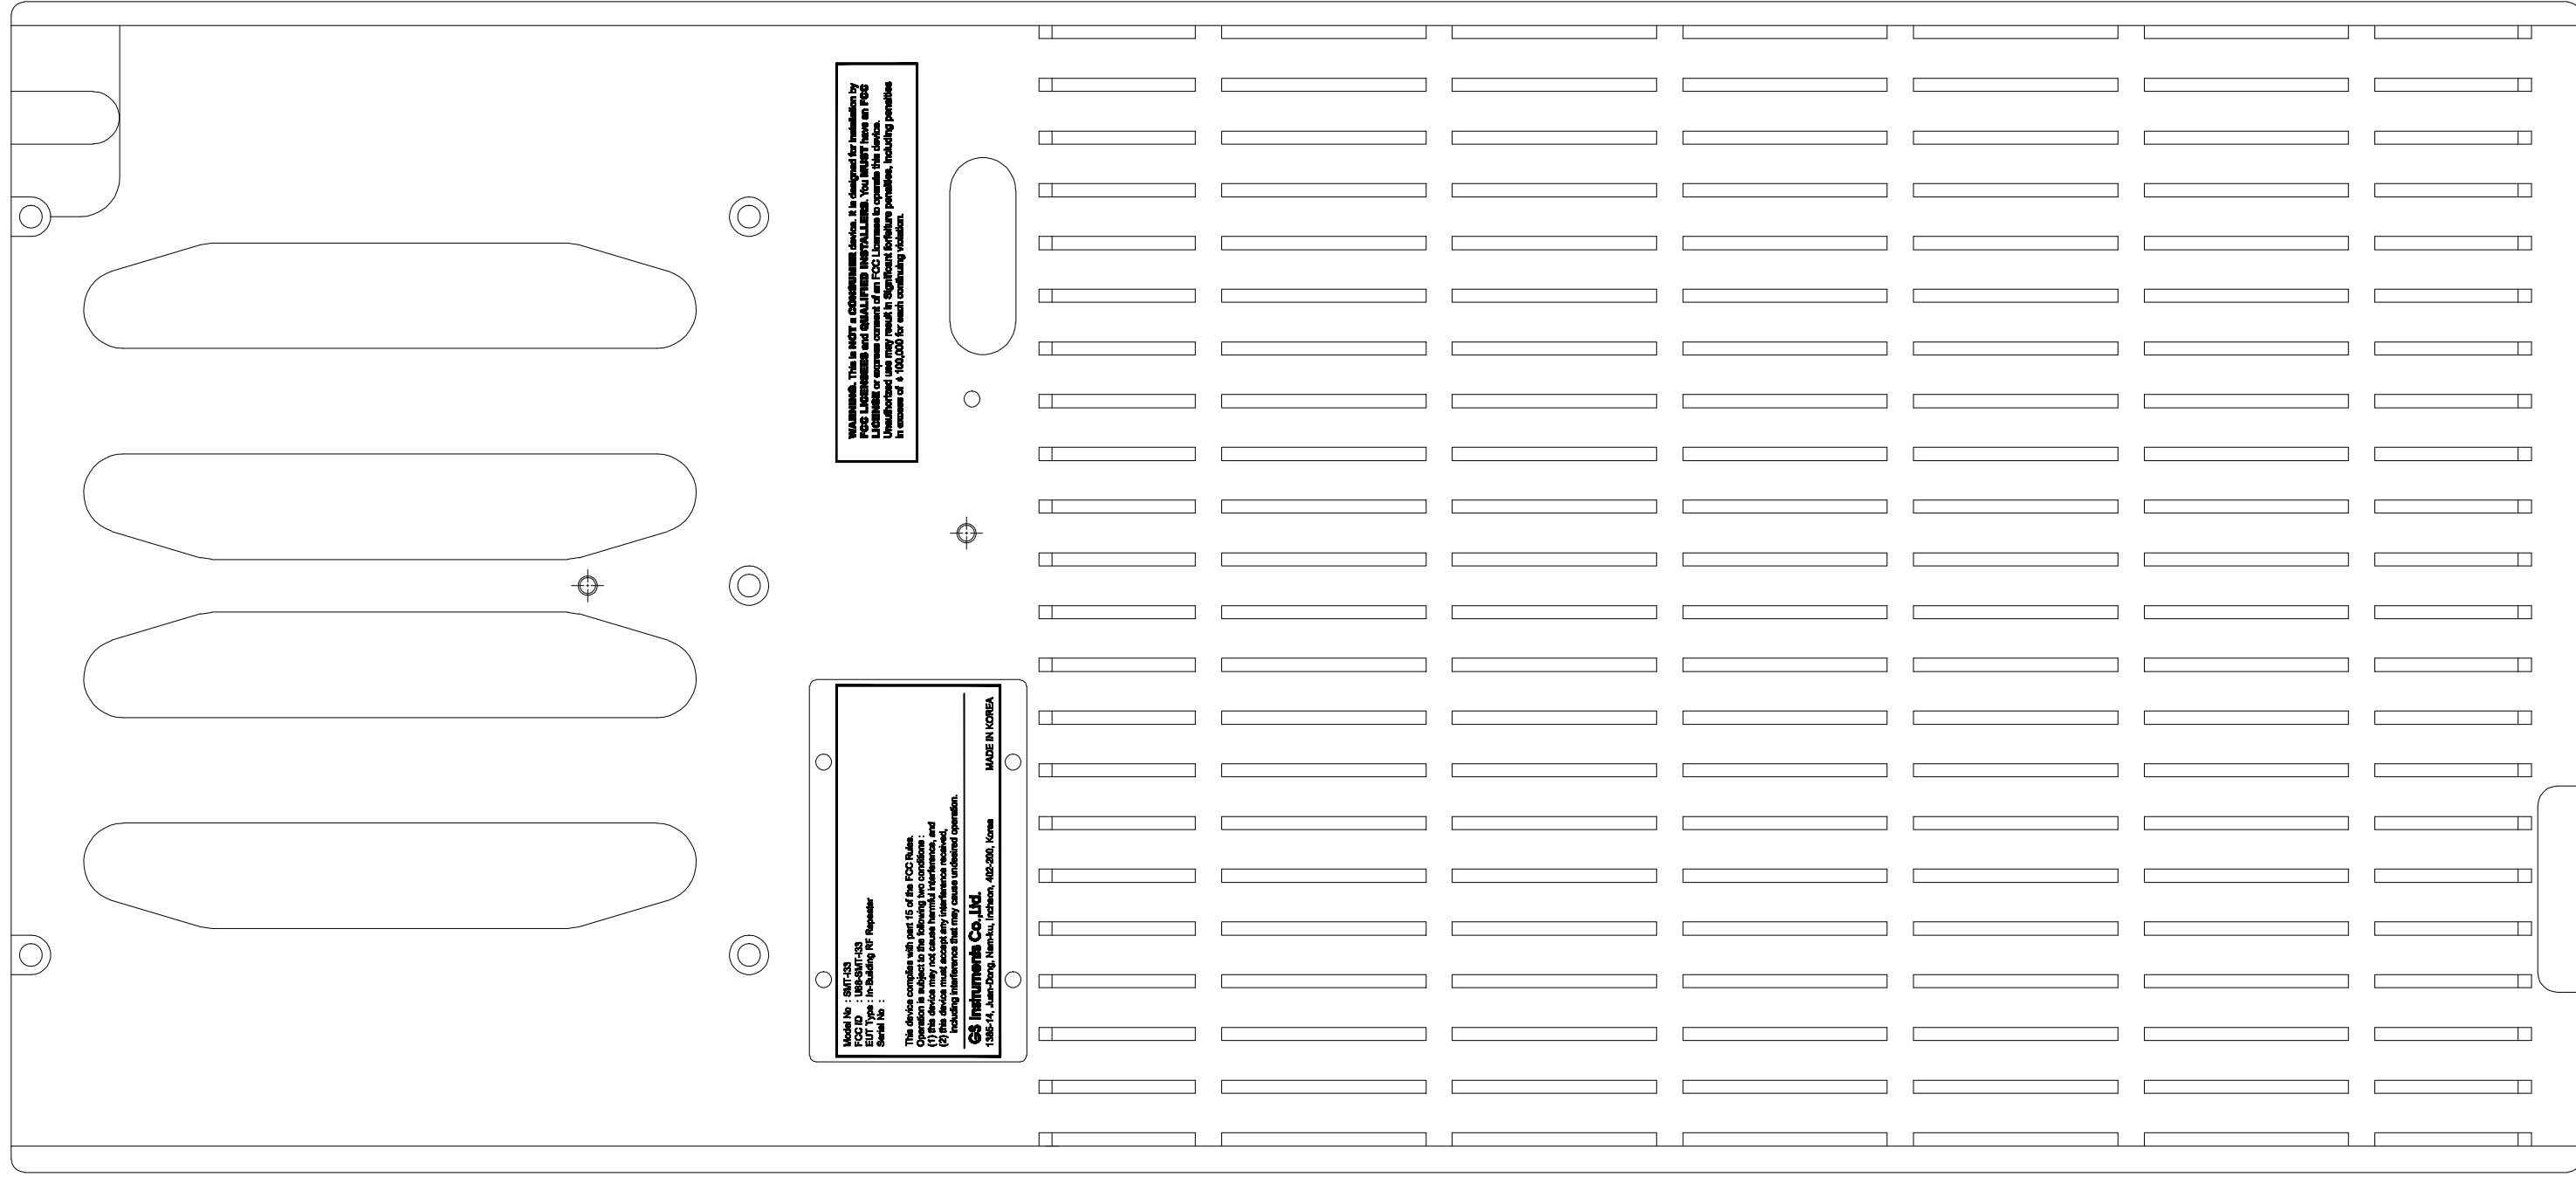 WARNING. This is NOT a CONSUMER device. It is designed for installation by
FCC LICENSEES and QUALIFIED INSTALLERS. You MUST have an FCC
LICENSE or express consent of an FCC Licensee to operate this device.
Unauthorized use may result in Significant forfeiture penalties, including penalties
in excess of $ 100,000 for each continuing violation.
Model No : SMT-I33
FCC ID : U88-SMT-I33
EUT Type : In-Building RF Repeater
Serial No :
This device complies with part 15 of the FCC Rules.
Operation is subject to the following two conditions :
(1) this device may not cause harmful interference, and
(2) this device must accept any interference received,
including interference that may cause undesired operation.
GS Instruments Co.,Ltd.
1385-14, Juan-Dong, Nam-ku, Incheon, 402-200, Korea MADE IN KOREA